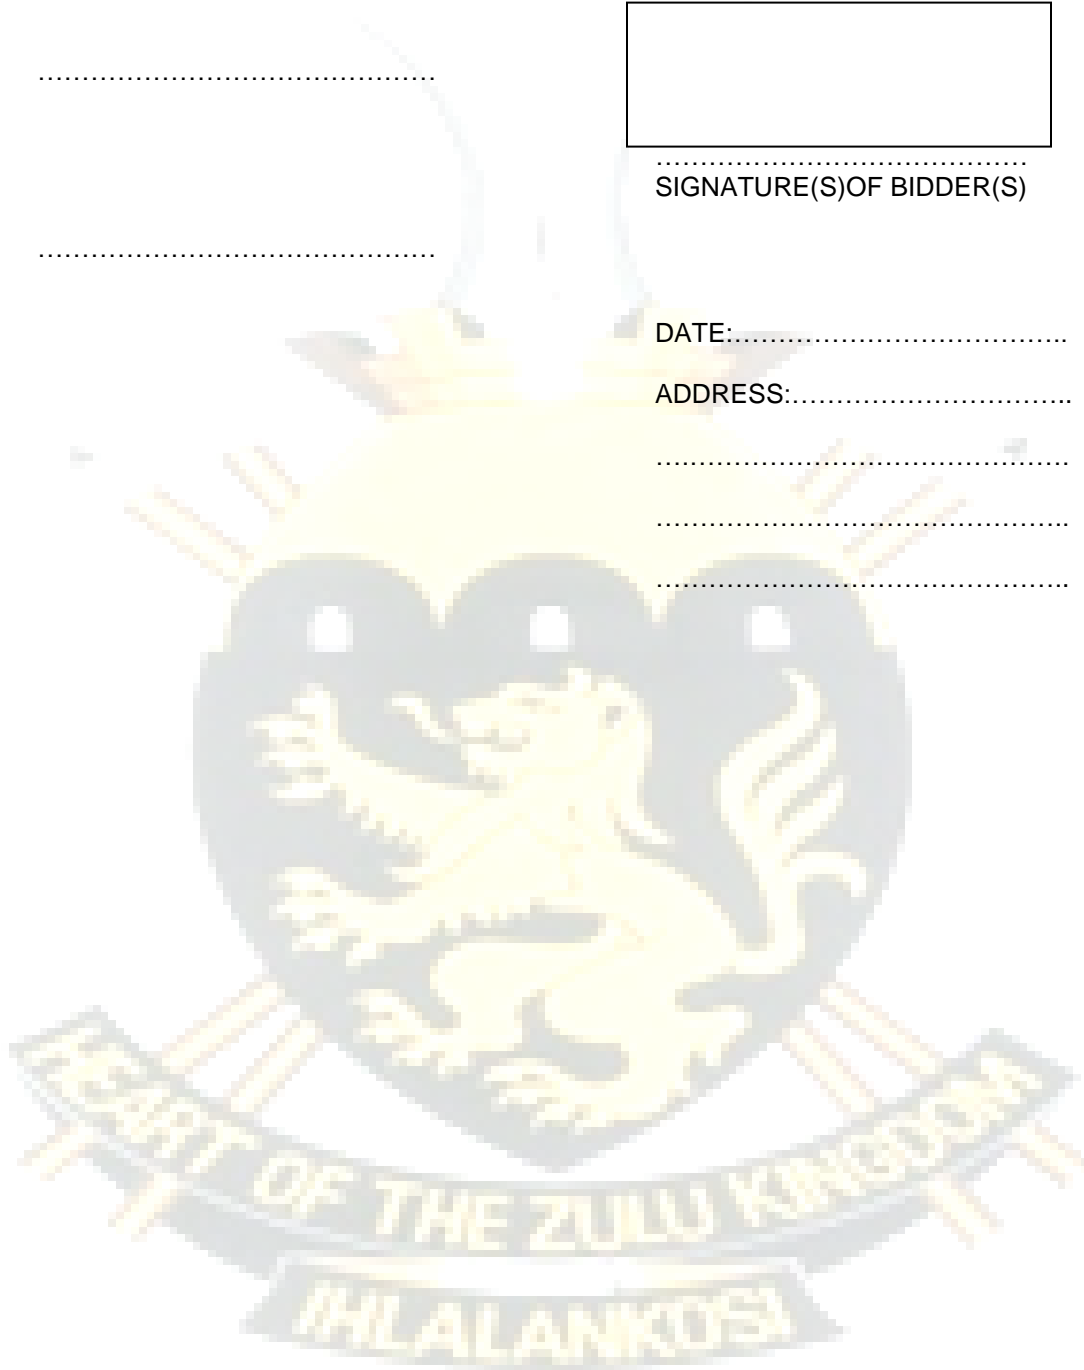 …………………………………………
………………………………………
SIGNATURE(S)OF BIDDER(S)
…………………………………………
DATE:…………………………………..
ADDRESS:…………………………..
……………………………………………
……………………………………………
……………………………………………
HEART OF THE ZULU KINGDOM
IHLALANKOSI